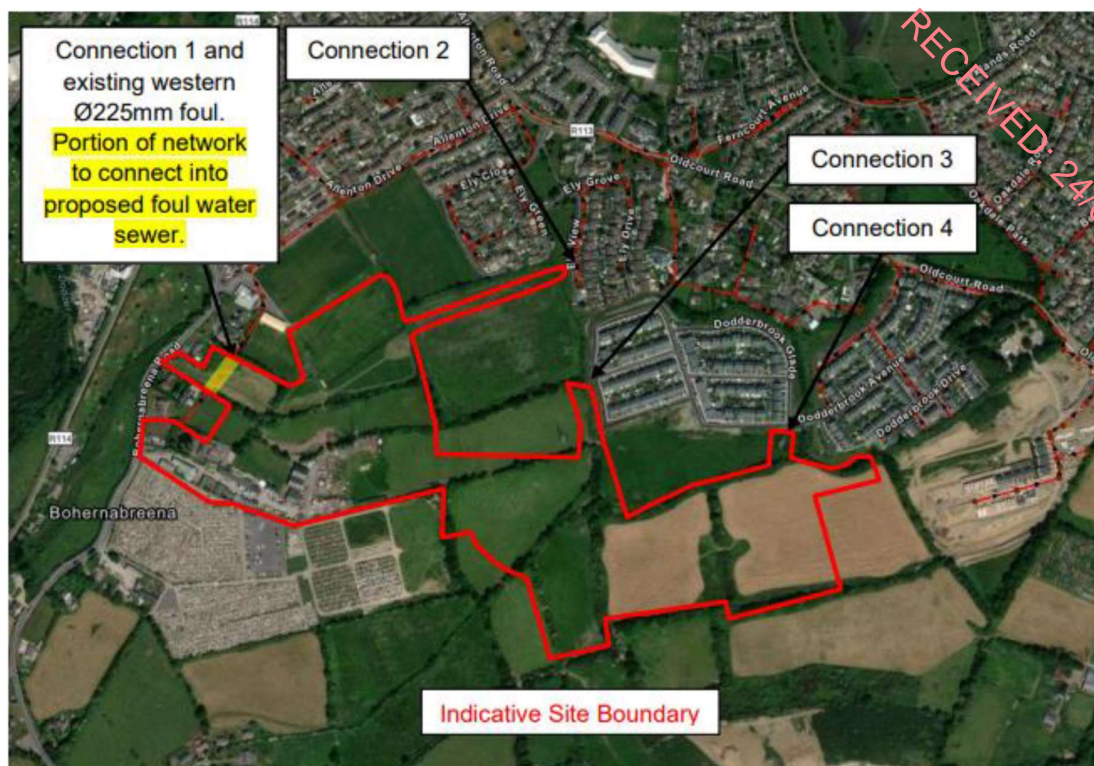 R114
Connection 1 and
existing western
Ø225mm foul.
Portion of network
to connect into
proposed foul water
sewer.
Connection 2
Connection 3
Connection 4
RECEIVED: 24/
R113
Allenton Drive
Allenton Drive
Ely Close
Ely Green
Ely Grove
Ely View
Ely Drive
Ferncourt Avenue
Oldcourt Road
Oakdale
Oakdale Park
Oldcourt Road
Dodderbrook Glade
Dodderbrook Avenue
Dodderbrook Drive
Bohernabreena Road
R114
Bohernabreena
Indicative Site Boundary